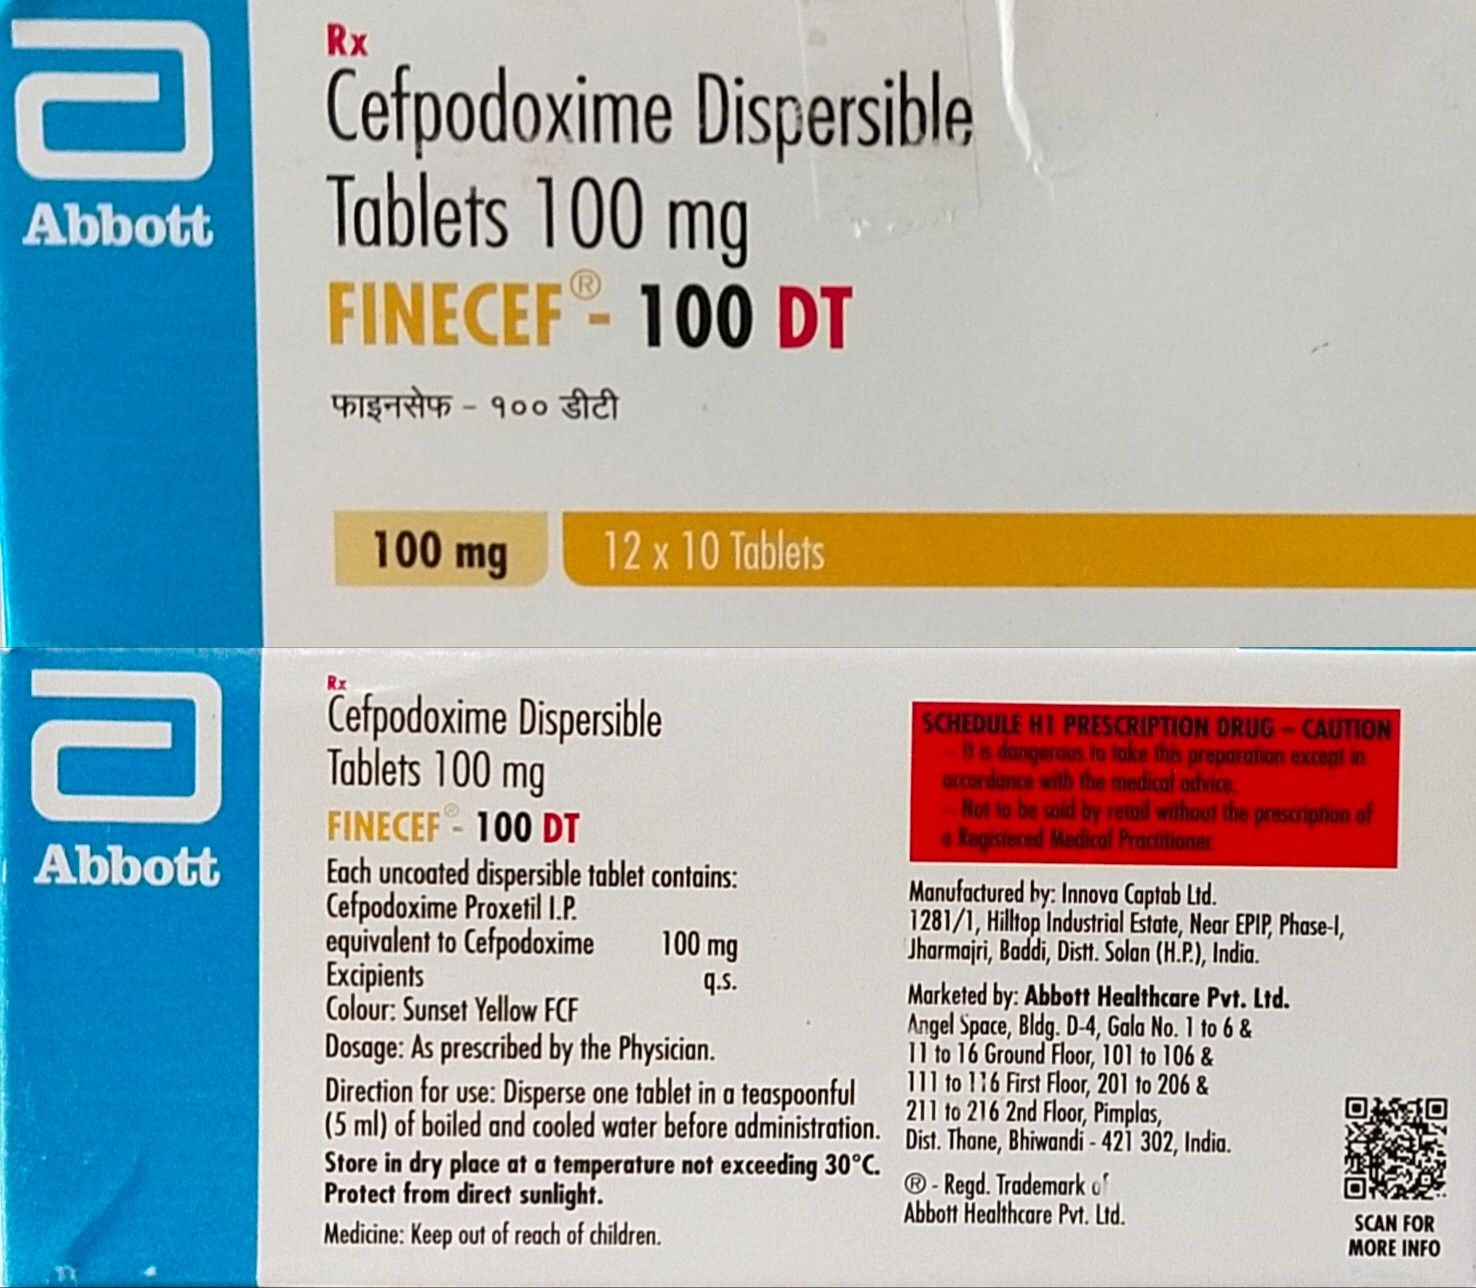 Abbott
Rx
Cefpodoxime Dispersible
Tablets 100 mg
FINECEF® - 100 DT
फाइनसेफ - १०० डीटी
100 mg
12 x 10 Tablets
Abbott
Rx
Cefpodoxime Dispersible
Tablets 100 mg
FINECEF® - 100 DT
Each uncoated dispersible tablet contains:
Cefpodoxime Proxetil I.P.
equivalent to Cefpodoxime 100 mg
Excipients q.s.
Colour: Sunset Yellow FCF
Dosage: As prescribed by the Physician.
Direction for use: Disperse one tablet in a teaspoonful
(5 ml) of boiled and cooled water before administration.
Store in dry place at a temperature not exceeding 30°C.
Protect from direct sunlight.
Medicine: Keep out of reach of children.
SCHEDULE H1 PRESCRIPTION DRUG – CAUTION
– It is dangerous to take this preparation except in
accordance with the medical advice.
– Not to be sold by retail without the prescription of
a Registered Medical Practitioner.
Manufactured by: Innova Captab Ltd.
1281/1, Hilltop Industrial Estate, Near EPIP, Phase-I,
Jharmajri, Baddi, Distt. Solan (H.P.), India.
Marketed by: Abbott Healthcare Pvt. Ltd.
Angel Space, Bldg. D-4, Gala No. 1 to 6 &
11 to 16 Ground Floor, 101 to 106 &
111 to 116 First Floor, 201 to 206 &
211 to 216 2nd Floor, Pimplas,
Dist. Thane, Bhiwandi - 421 302, India.
® - Regd. Trademark of
Abbott Healthcare Pvt. Ltd.
SCAN FOR
MORE INFO